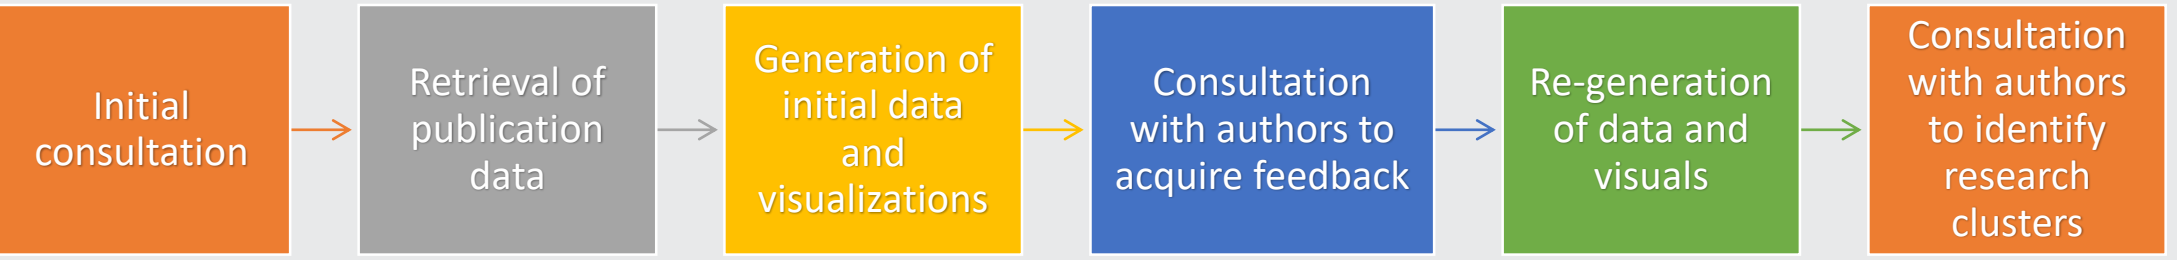 Initial
consultation
Retrieval of
publication
data
Generation of
initial data
and
visualizations
Consultation
with authors to
acquire feedback
Re-generation
of data and
visuals
Consultation
with authors
to identify
research
clusters